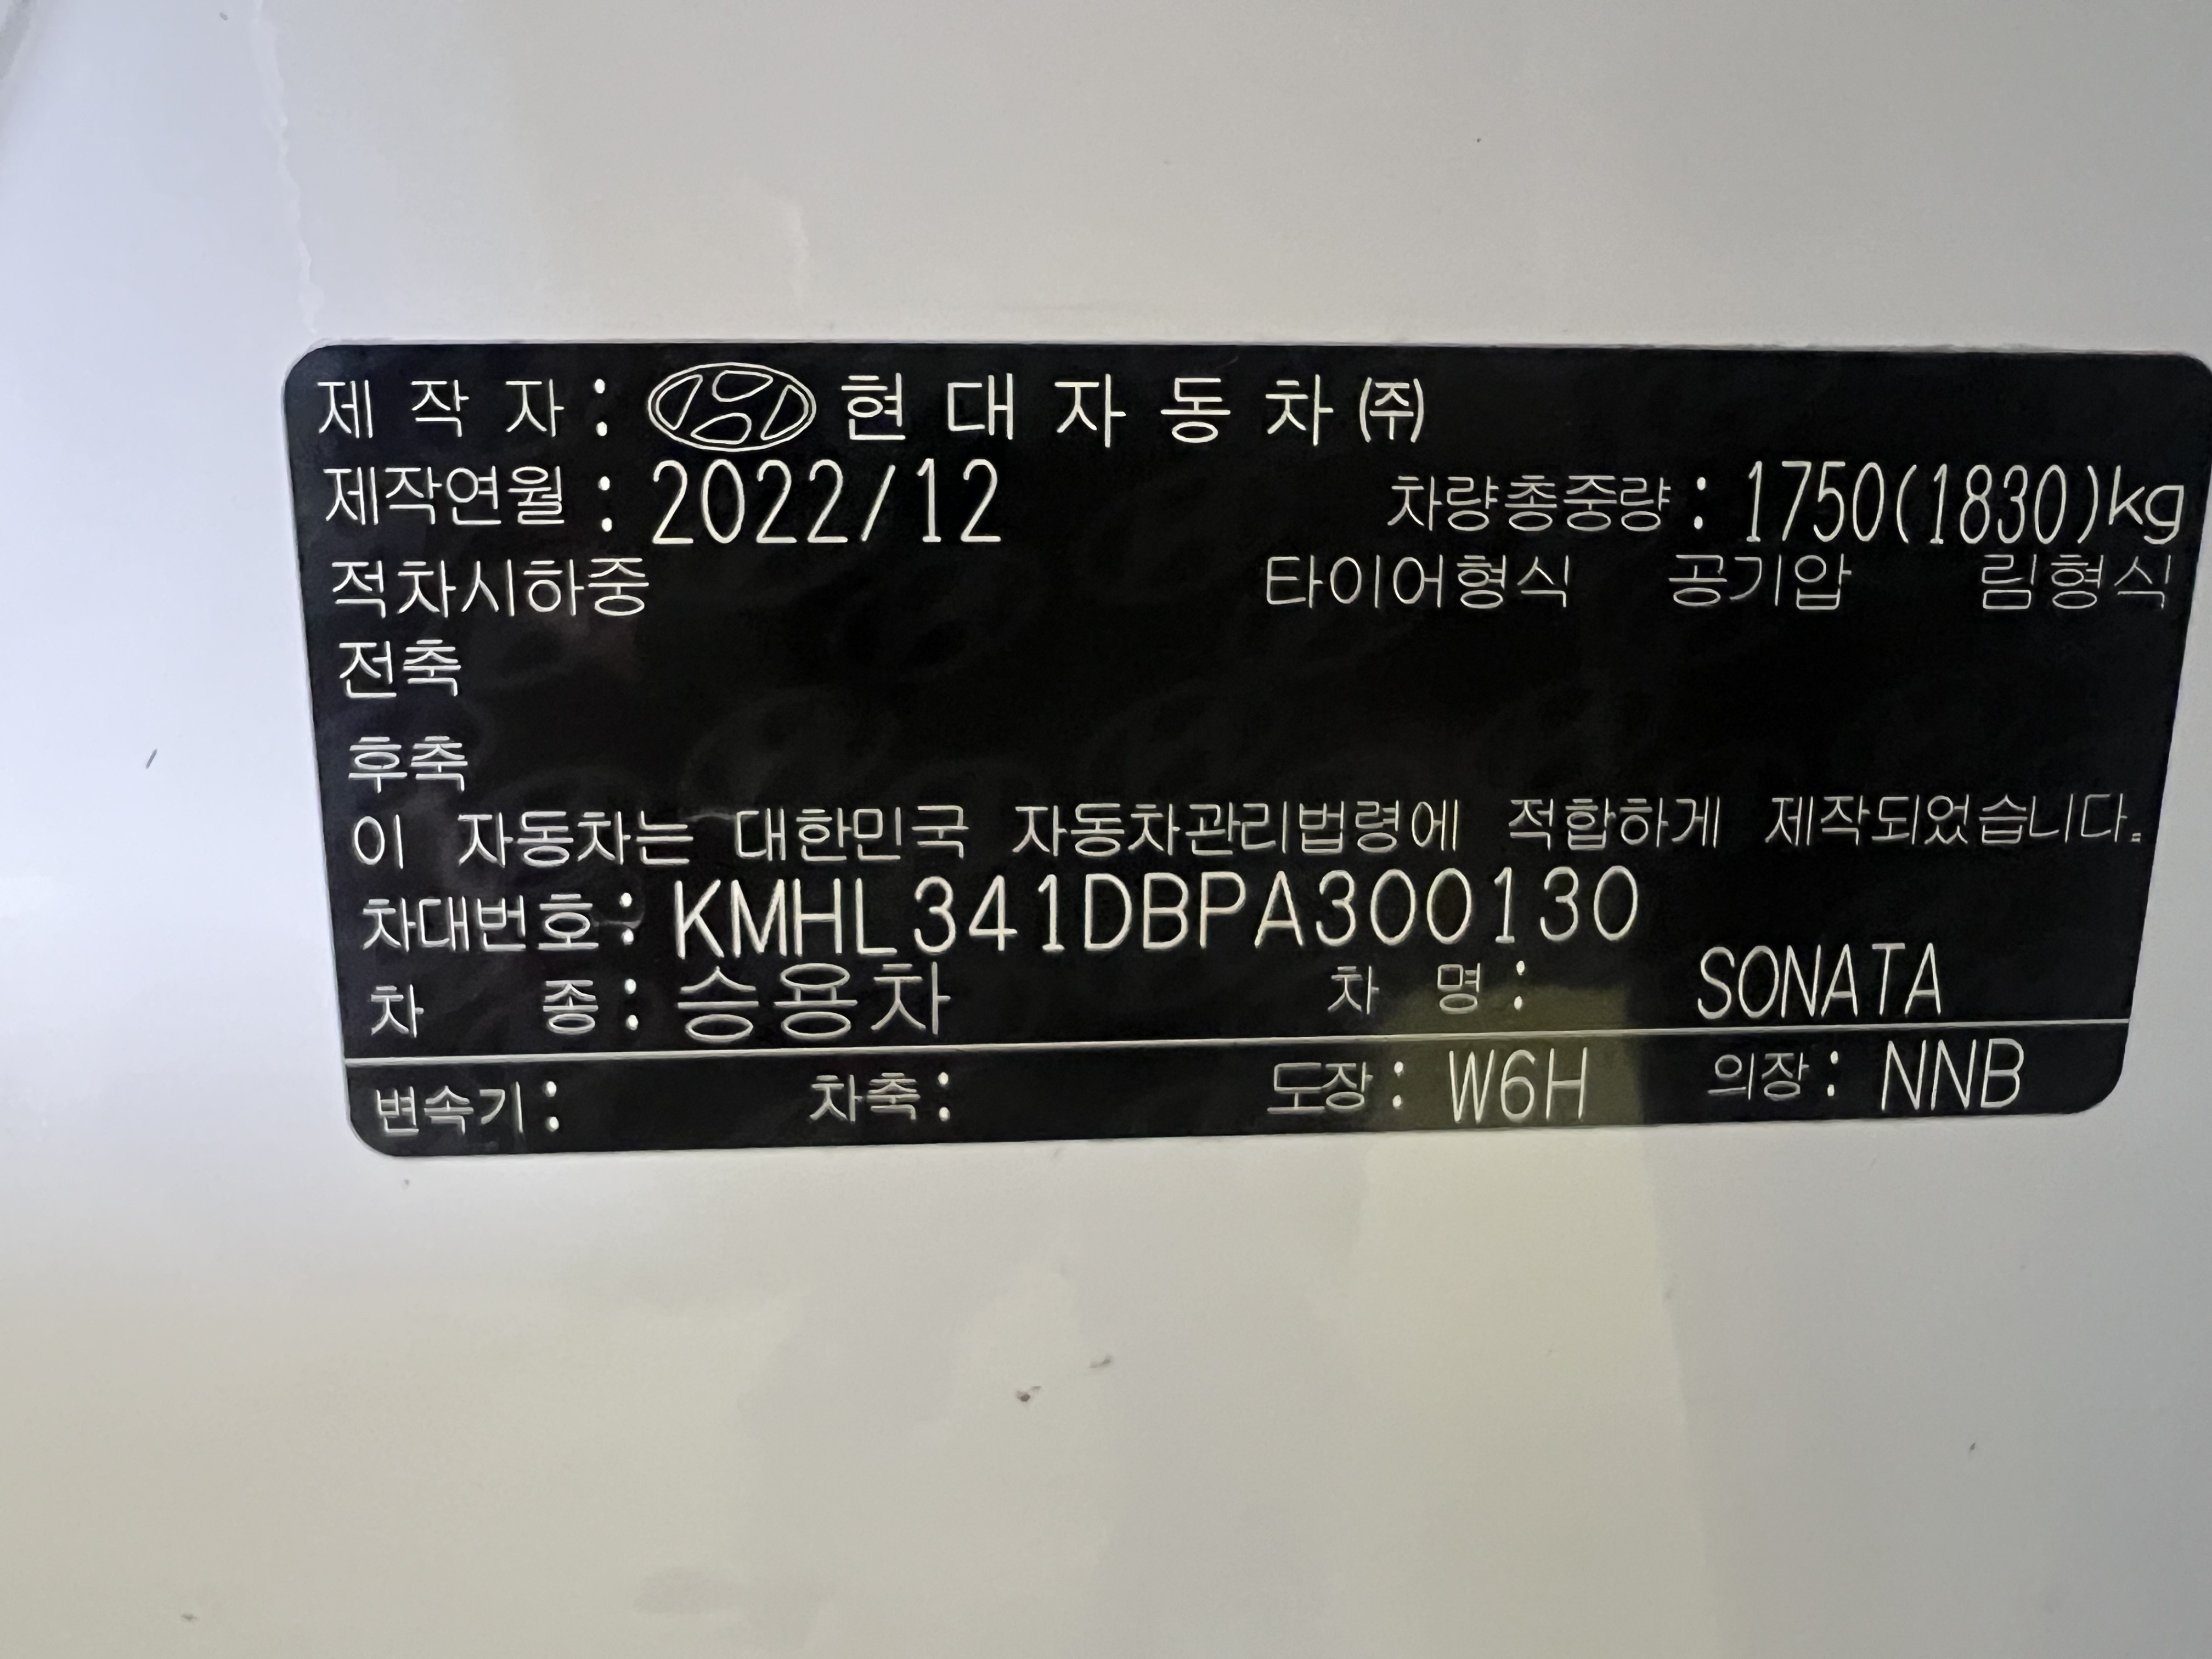 제 작 자 : 현 대 자 동 차 ㈜
제작연월 : 2022/12 차량총중량 : 1750(1830)kg
적차시하중 타이어형식 공기압 림형식
전축
후축
이 자동차는 대한민국 자동차관리법령에 적합하게 제작되었습니다.
차대번호 : KMHL341DBPA300130
차 종 : 승용차 차 명 : SONATA
변속기 : 차축 : 도장 : W6H 의장 : NNB